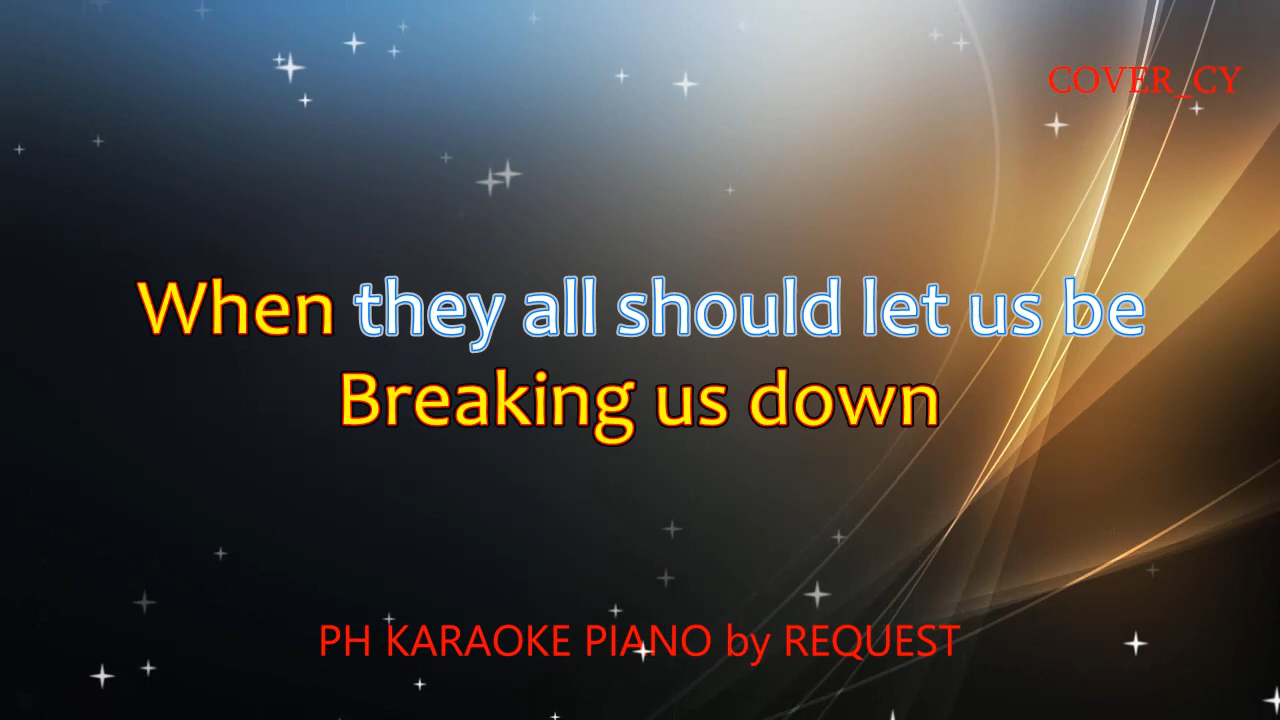 COVER_CY
When they all should let us be
Breaking us down
PH KARAOKE PIANO by REQUEST